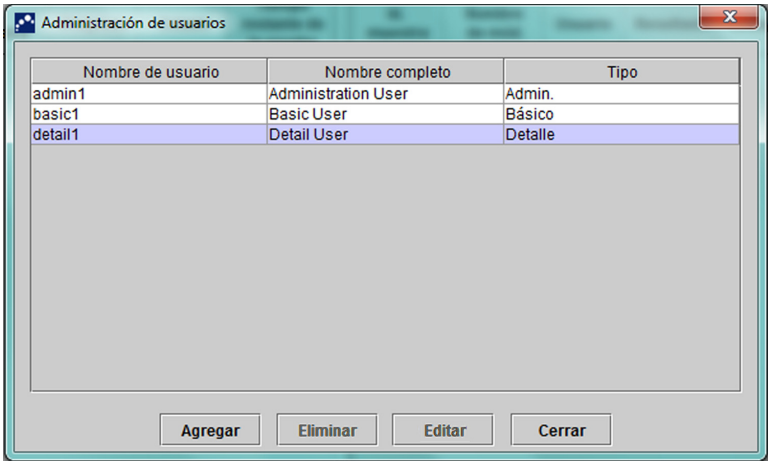 Administración de usuarios
Nombre de usuario Nombre completo Tipo
admin1 Administration User Admin.
basic1 Basic User Básico
detail1 Detail User Detalle
Agregar Eliminar Editar Cerrar